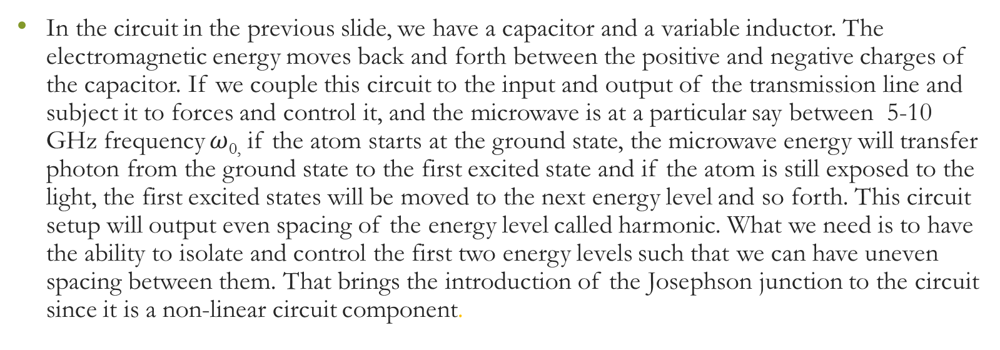 • In the circuit in the previous slide, we have a capacitor and a variable inductor. The
electromagnetic energy moves back and forth between the positive and negative charges of
the capacitor. If we couple this circuit to the input and output of the transmission line and
subject it to forces and control it, and the microwave is at a particular say between 5-10
GHz frequency ω₀, if the atom starts at the ground state, the microwave energy will transfer
photon from the ground state to the first excited state and if the atom is still exposed to the
light, the first excited states will be moved to the next energy level and so forth. This circuit
setup will output even spacing of the energy level called harmonic. What we need is to have
the ability to isolate and control the first two energy levels such that we can have uneven
spacing between them. That brings the introduction of the Josephson junction to the circuit
since it is a non-linear circuit component.